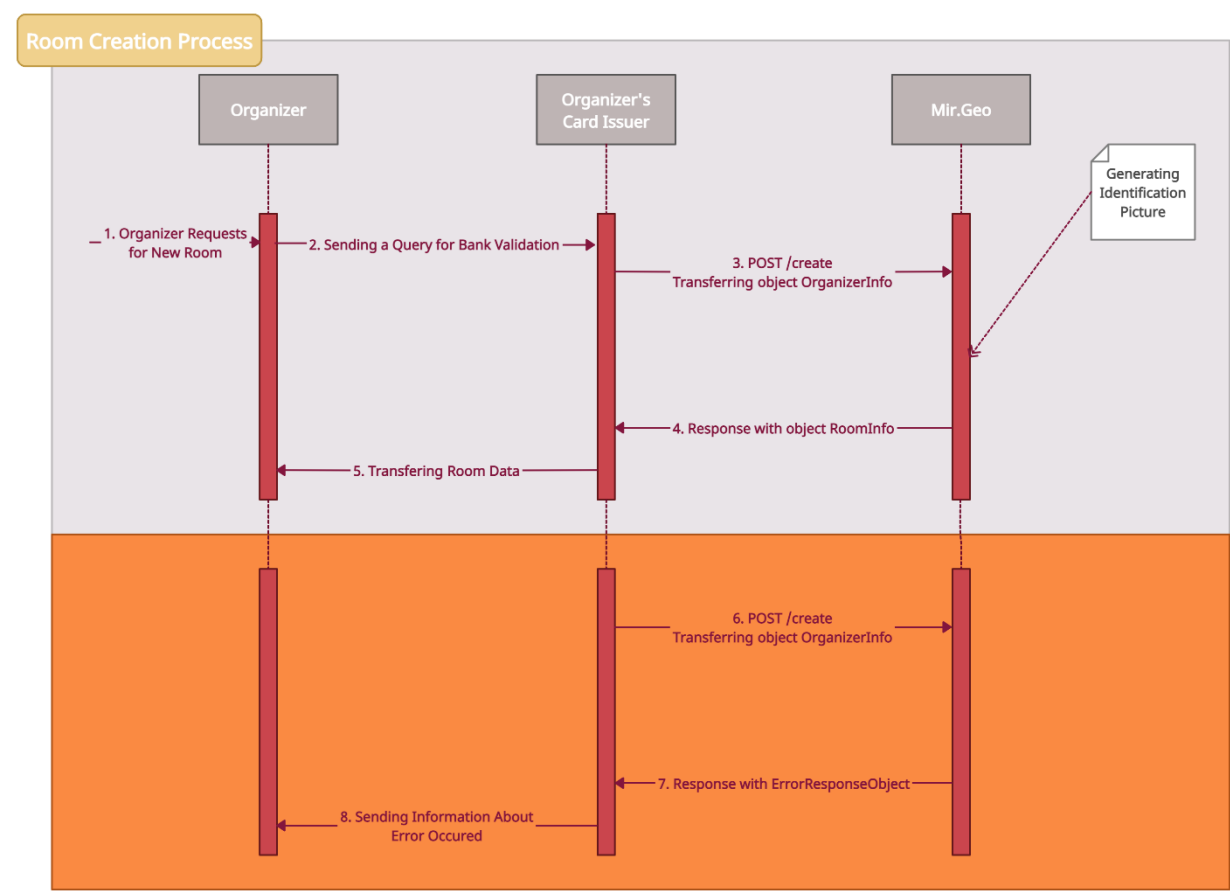 Room Creation Process
Organizer
Organizer's
Card Issuer
Mir.Geo
Generating
Identification
Picture
1. Organizer Requests
for New Room
2. Sending a Query for Bank Validation
3. POST /create
Transferring object OrganizerInfo
4. Response with object RoomInfo
5. Transfering Room Data
6. POST /create
Transferring object OrganizerInfo
7. Response with ErrorResponseObject
8. Sending Information About
Error Occured